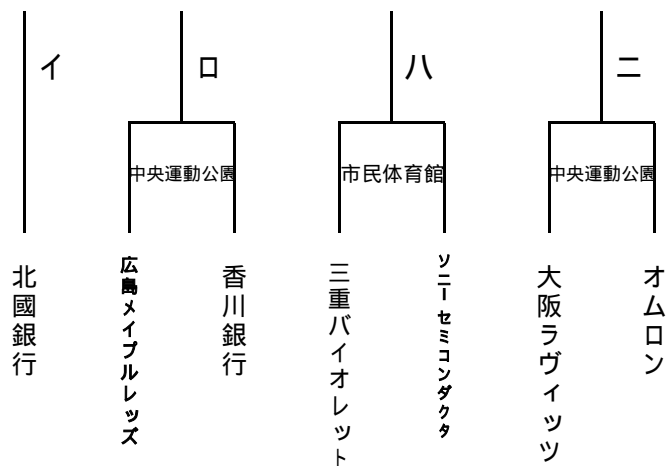 イ
ロ
ハ
ニ
中央運動公園
市民体育館
中央運動公園
北國銀行
広島メイプルレッズ
香川銀行
三重バイオレット
ソニーセミコンダクタ
大阪ラヴィッツ
オムロン